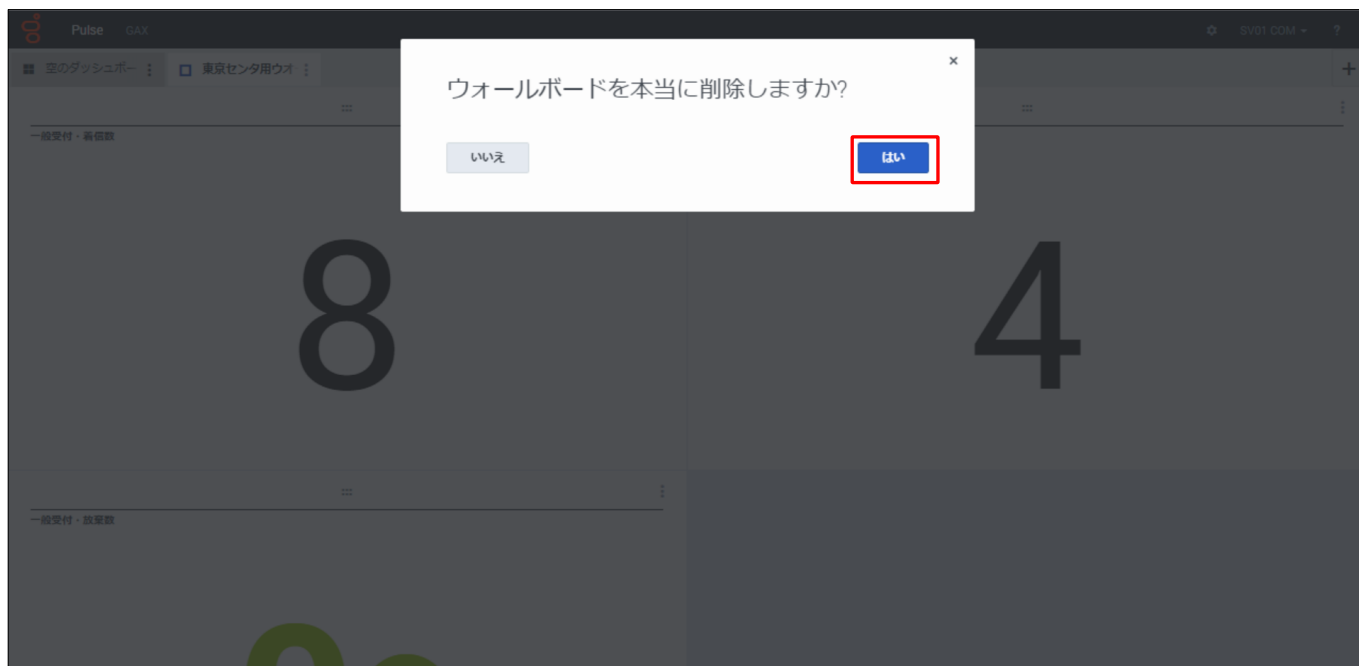 Pulse GAX SV01 COM ?
空のダッシュボー 東京センタ用ウオ
ウォールボードを本当に削除しますか?
いいえ はい
一般受付・着信数
8 4
一般受付・放棄数